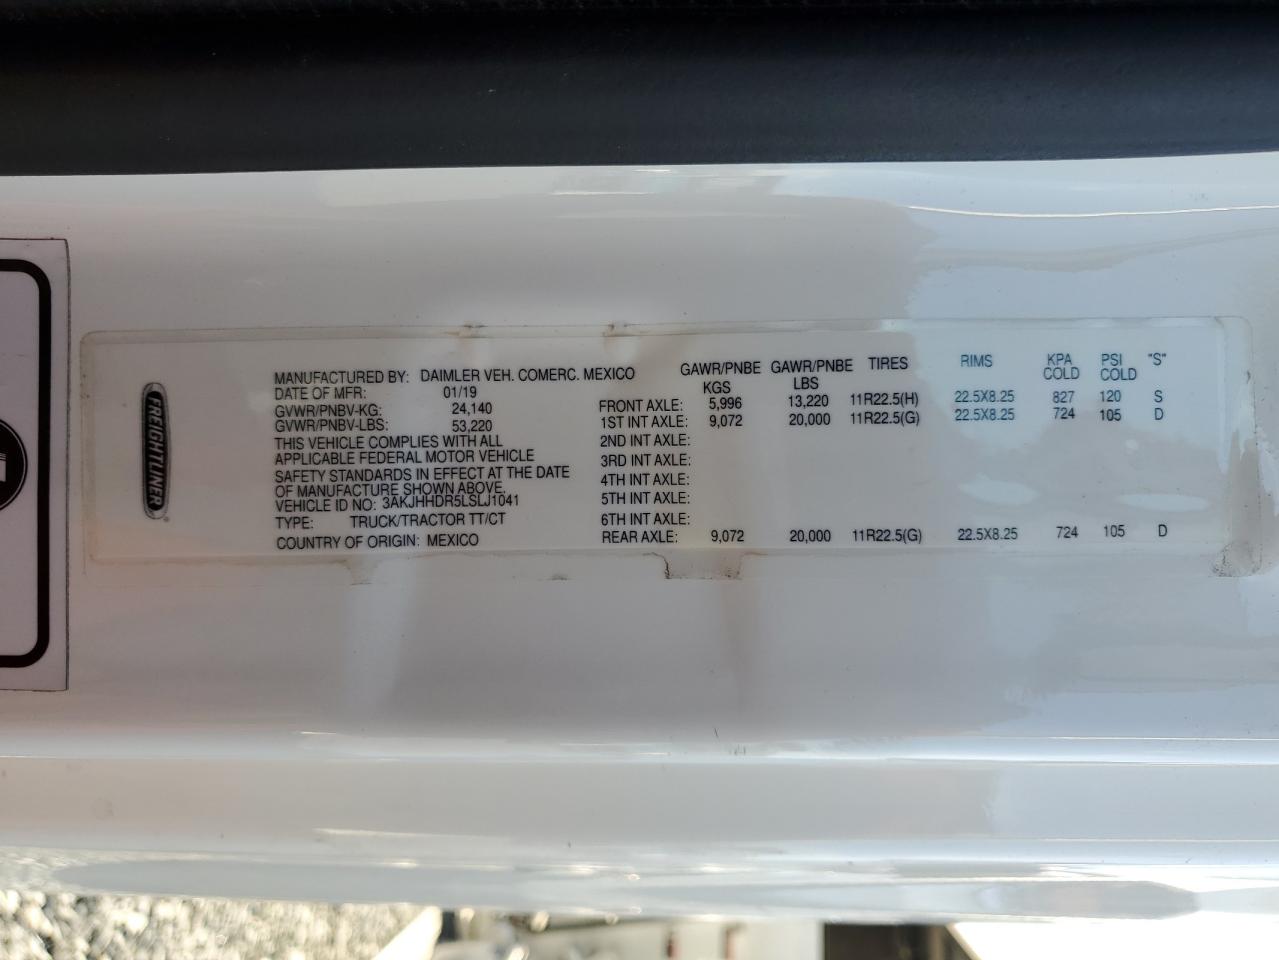 FREIGHTLINER
MANUFACTURED BY: DAIMLER VEH. COMERC. MEXICO
DATE OF MFR: 01/19
GVWR/PNBV-KG: 24,140
GVWR/PNBV-LBS: 53,220
THIS VEHICLE COMPLIES WITH ALL
APPLICABLE FEDERAL MOTOR VEHICLE
SAFETY STANDARDS IN EFFECT AT THE DATE
OF MANUFACTURE SHOWN ABOVE.
VEHICLE ID NO: 3AKJHHDR5LSLJ1041
TYPE: TRUCK/TRACTOR TT/CT
COUNTRY OF ORIGIN: MEXICO
GAWR/PNBE GAWR/PNBE TIRES RIMS KPA PSI "S"
KGS LBS COLD COLD
FRONT AXLE: 5,996 13,220 11R22.5(H) 22.5X8.25 827 120 S
1ST INT AXLE: 9,072 20,000 11R22.5(G) 22.5X8.25 724 105 D
2ND INT AXLE:
3RD INT AXLE:
4TH INT AXLE:
5TH INT AXLE:
6TH INT AXLE:
REAR AXLE: 9,072 20,000 11R22.5(G) 22.5X8.25 724 105 D